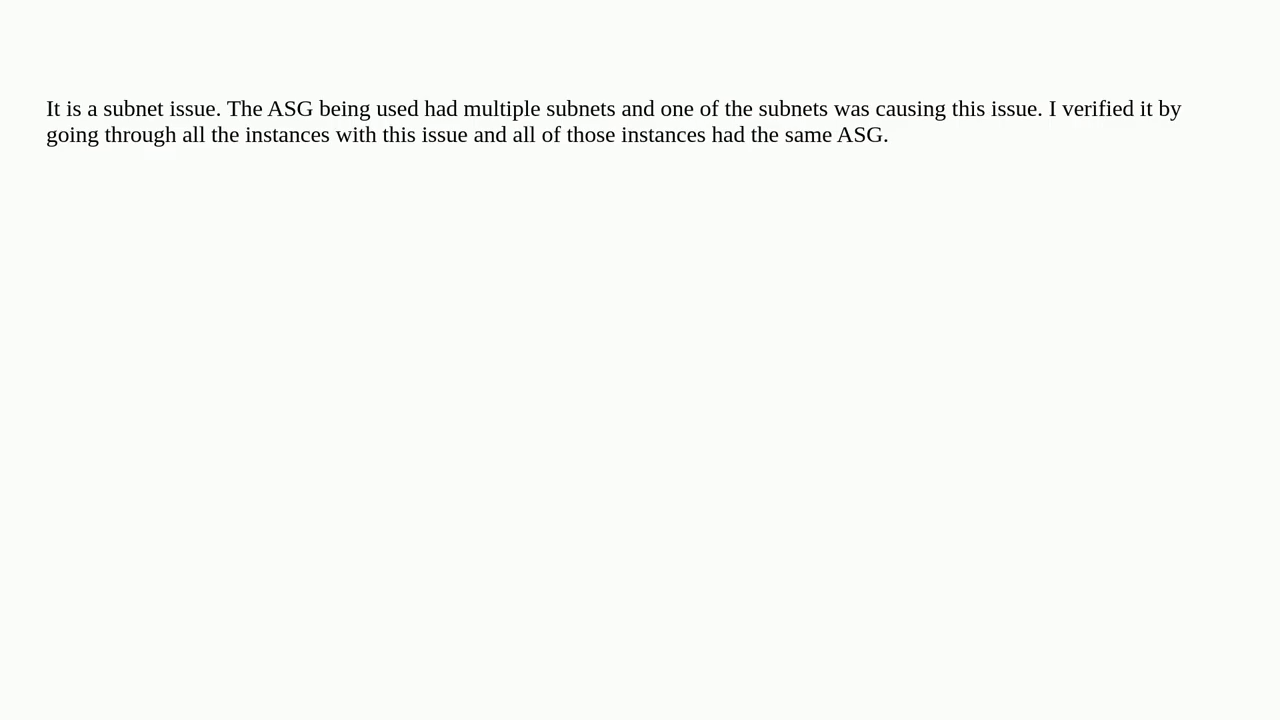 It is a subnet issue. The ASG being used had multiple subnets and one of the subnets was causing this issue. I verified it by
going through all the instances with this issue and all of those instances had the same ASG.